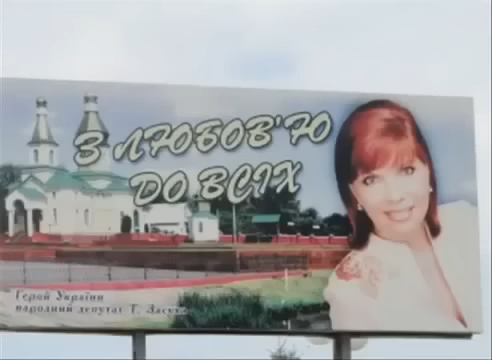 З ЛЮБОВ'Ю
ДО ВСІХ
Герой України
народний депутат Т. Засуха